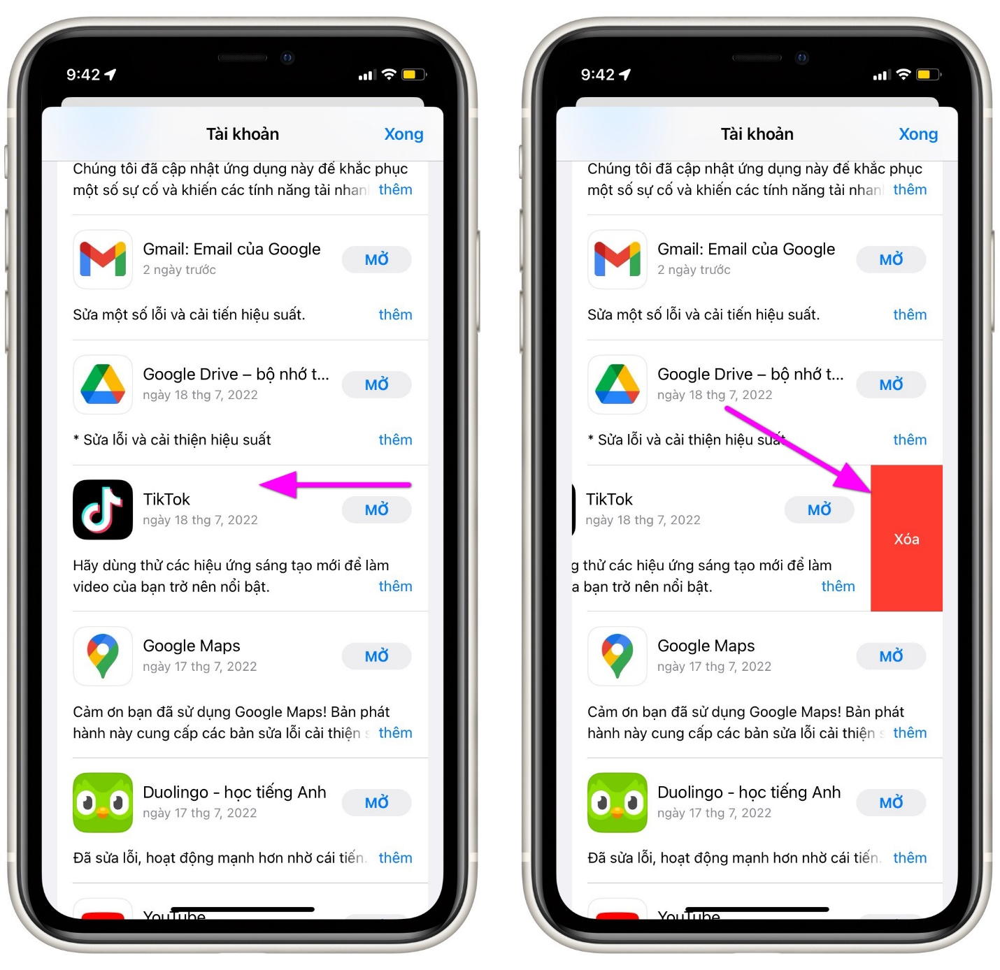 9:42
Tài khoản
Xong
Chúng tôi đã cập nhật ứng dụng này để khắc phục
một số sự cố và khiến các tính năng tải nhanh thêm
Gmail: Email của Google
2 ngày trước
MỞ
Sửa một số lỗi và cải tiến hiệu suất. thêm
Google Drive – bộ nhớ t...
ngày 18 thg 7, 2022
MỞ
* Sửa lỗi và cải thiện hiệu suất thêm
TikTok
ngày 18 thg 7, 2022
MỞ
Hãy dùng thử các hiệu ứng sáng tạo mới để làm
video của bạn trở nên nổi bật. thêm
Google Maps
ngày 17 thg 7, 2022
MỞ
Cảm ơn bạn đã sử dụng Google Maps! Bản phát
hành này cung cấp các bản sửa lỗi cải thiện s thêm
Duolingo - học tiếng Anh
ngày 17 thg 7, 2022
MỞ
Đã sửa lỗi, hoạt động mạnh hơn nhờ cái tiến. thêm
YouTube
9:42
Tài khoản
Xong
Chúng tôi đã cập nhật ứng dụng này để khắc phục
một số sự cố và khiến các tính năng tải nhanh thêm
Gmail: Email của Google
2 ngày trước
MỞ
Sửa một số lỗi và cải tiến hiệu suất. thêm
Google Drive – bộ nhớ t...
ngày 18 thg 7, 2022
MỞ
* Sửa lỗi và cải thiện hiệu suất thêm
TikTok
ngày 18 thg 7, 2022
MỞ
Xóa
g thử các hiệu ứng sáng tạo mới để làm
a bạn trở nên nổi bật. thêm
Google Maps
ngày 17 thg 7, 2022
MỞ
Cảm ơn bạn đã sử dụng Google Maps! Bản phát
hành này cung cấp các bản sửa lỗi cải thiện s thêm
Duolingo - học tiếng Anh
ngày 17 thg 7, 2022
MỞ
Đã sửa lỗi, hoạt động mạnh hơn nhờ cái tiến. thêm
YouTube